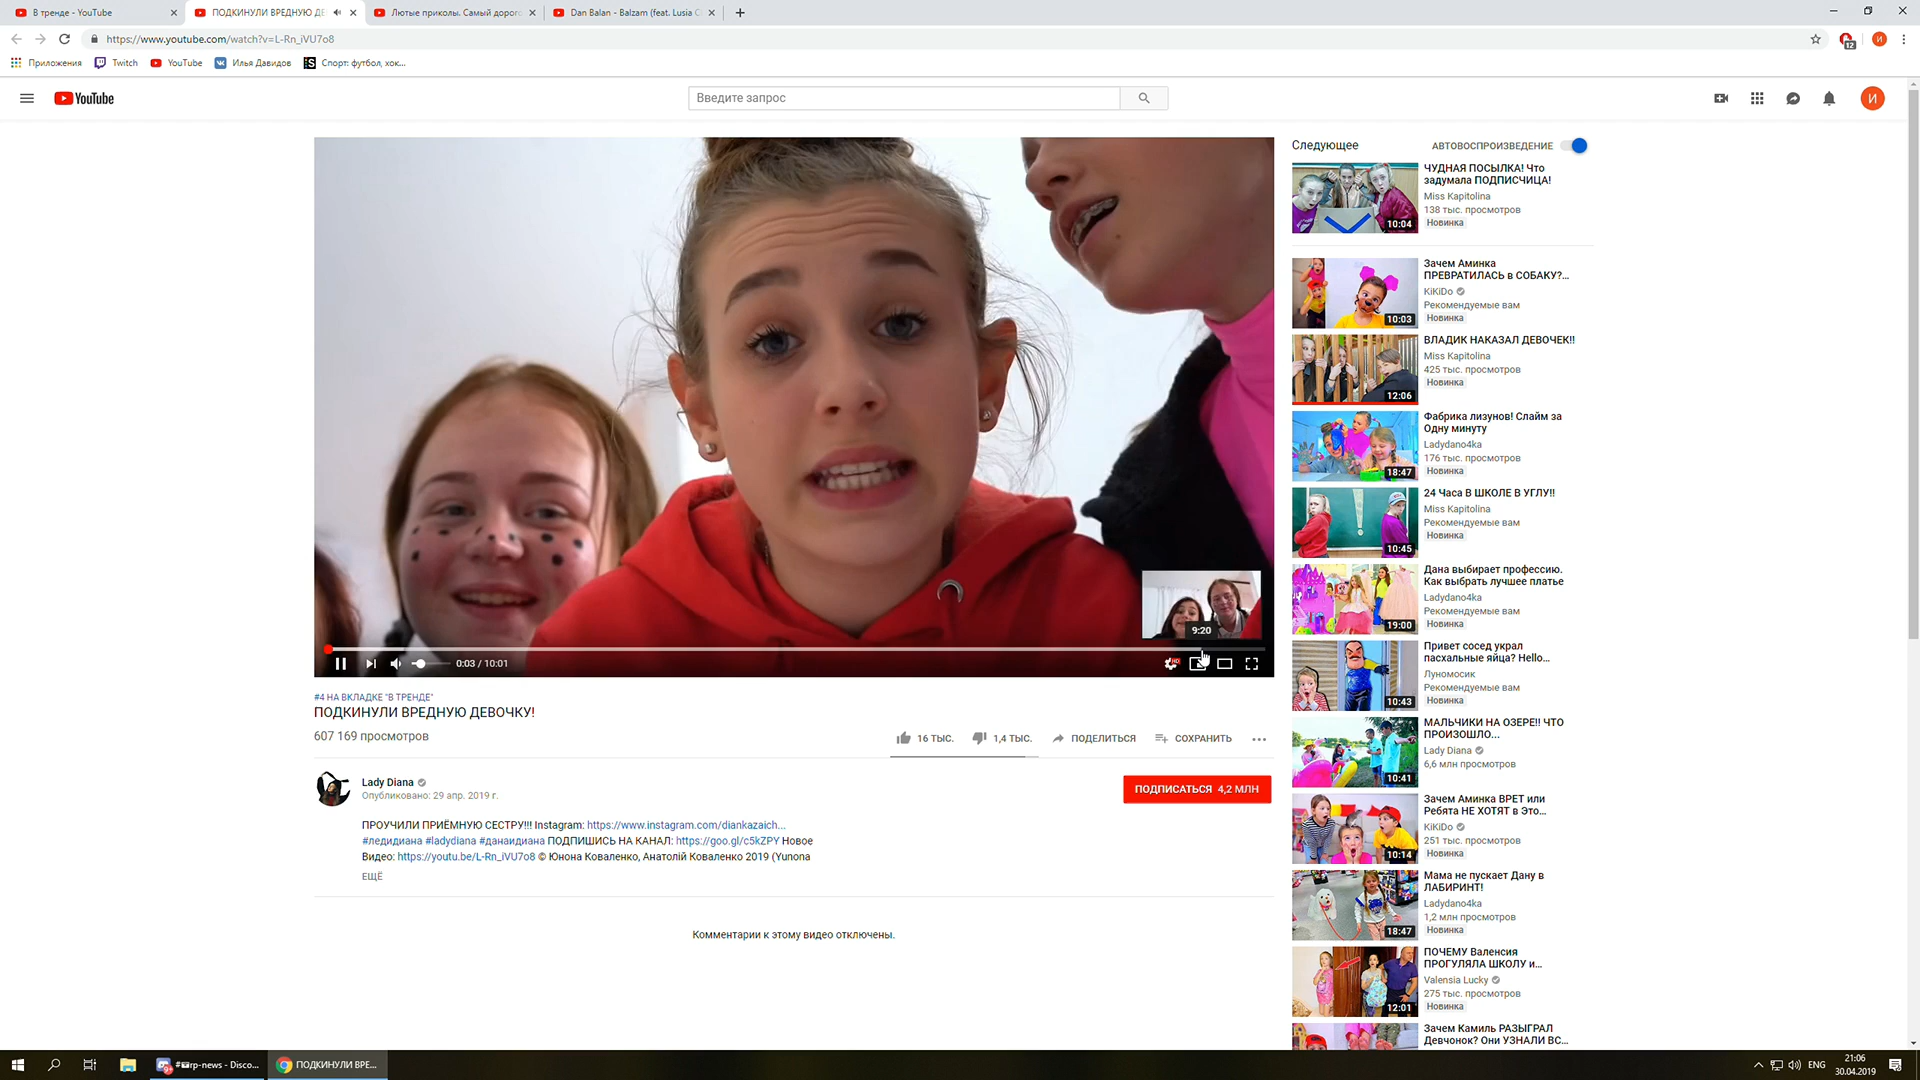 В тренде - YouTube
ПОДКИНУЛИ ВРЕДНУЮ ДЕ
Лютые приколы. Самый дорог
Dan Balan - Balzam (feat. Lusia C
https://www.youtube.com/watch?v=L-Rn_iVU7o8
12
И
Приложения
Twitch
YouTube
Илья Давидов
Спорт: футбол, хок...
YouTube
Введите запрос
И
9:20
0:03 / 10:01
HD
#4 НА ВКЛАДКЕ "В ТРЕНДЕ"
ПОДКИНУЛИ ВРЕДНУЮ ДЕВОЧКУ!
607 169 просмотров
16 ТЫС.
1,4 ТЫС.
ПОДЕЛИТЬСЯ
СОХРАНИТЬ
Lady Diana
Опубликовано: 29 апр. 2019 г.
ПОДПИСАТЬСЯ 4,2 МЛН
ПРОУЧИЛИ ПРИЁМНУЮ СЕСТРУ!!! Instagram: https://www.instagram.com/diankazaich...
#ледидиана #ladydiana #данаидиана ПОДПИШИСЬ НА КАНАЛ: https://goo.gl/c5kZPY Новое
Видео: https://youtu.be/L-Rn_iVU7o8 © Юнона Коваленко, Анатолій Коваленко 2019 (Yunona
ЕЩЁ
Комментарии к этому видео отключены.
Следующее
АВТОВОСПРОИЗВЕДЕНИЕ
10:04
ЧУДНАЯ ПОСЫЛКА! Что
задумала ПОДПИСЧИЦА!
Miss Kapitolina
138 тыс. просмотров
Новинка
10:03
Зачем Аминка
ПРЕВРАТИЛАСЬ в СОБАКУ?...
KiKiDo
Рекомендуемые вам
Новинка
12:06
ВЛАДИК НАКАЗАЛ ДЕВОЧЕК!!
Miss Kapitolina
425 тыс. просмотров
Новинка
18:47
Фабрика лизунов! Слайм за
Одну минуту
Ladydano4ka
176 тыс. просмотров
Новинка
10:45
24 Часа В ШКОЛЕ В УГЛУ!!
Miss Kapitolina
Рекомендуемые вам
Новинка
19:00
Дана выбирает профессию.
Как выбрать лучшее платье
Ladydano4ka
Рекомендуемые вам
Новинка
10:43
Привет сосед украл
пасхальные яйца? Hello...
Луномосик
Рекомендуемые вам
Новинка
10:41
МАЛЬЧИКИ НА ОЗЕРЕ!! ЧТО
ПРОИЗОШЛО...
Lady Diana
6,6 млн просмотров
10:14
Зачем Аминка ВРЕТ или
Ребята НЕ ХОТЯТ в Это...
KiKiDo
251 тыс. просмотров
Новинка
18:47
Мама не пускает Дану в
ЛАБИРИНТ!
Ladydano4ka
1,2 млн просмотров
Новинка
12:01
ПОЧЕМУ Валенсия
ПРОГУЛЯЛА ШКОЛУ и...
Valensia Lucky
275 тыс. просмотров
Новинка
Зачем Камиль РАЗЫГРАЛ
Девчонок? Они УЗНАЛИ ВС...
rp-news - Disco...
ПОДКИНУЛИ ВРЕ...
ENG
21:06
30.04.2019